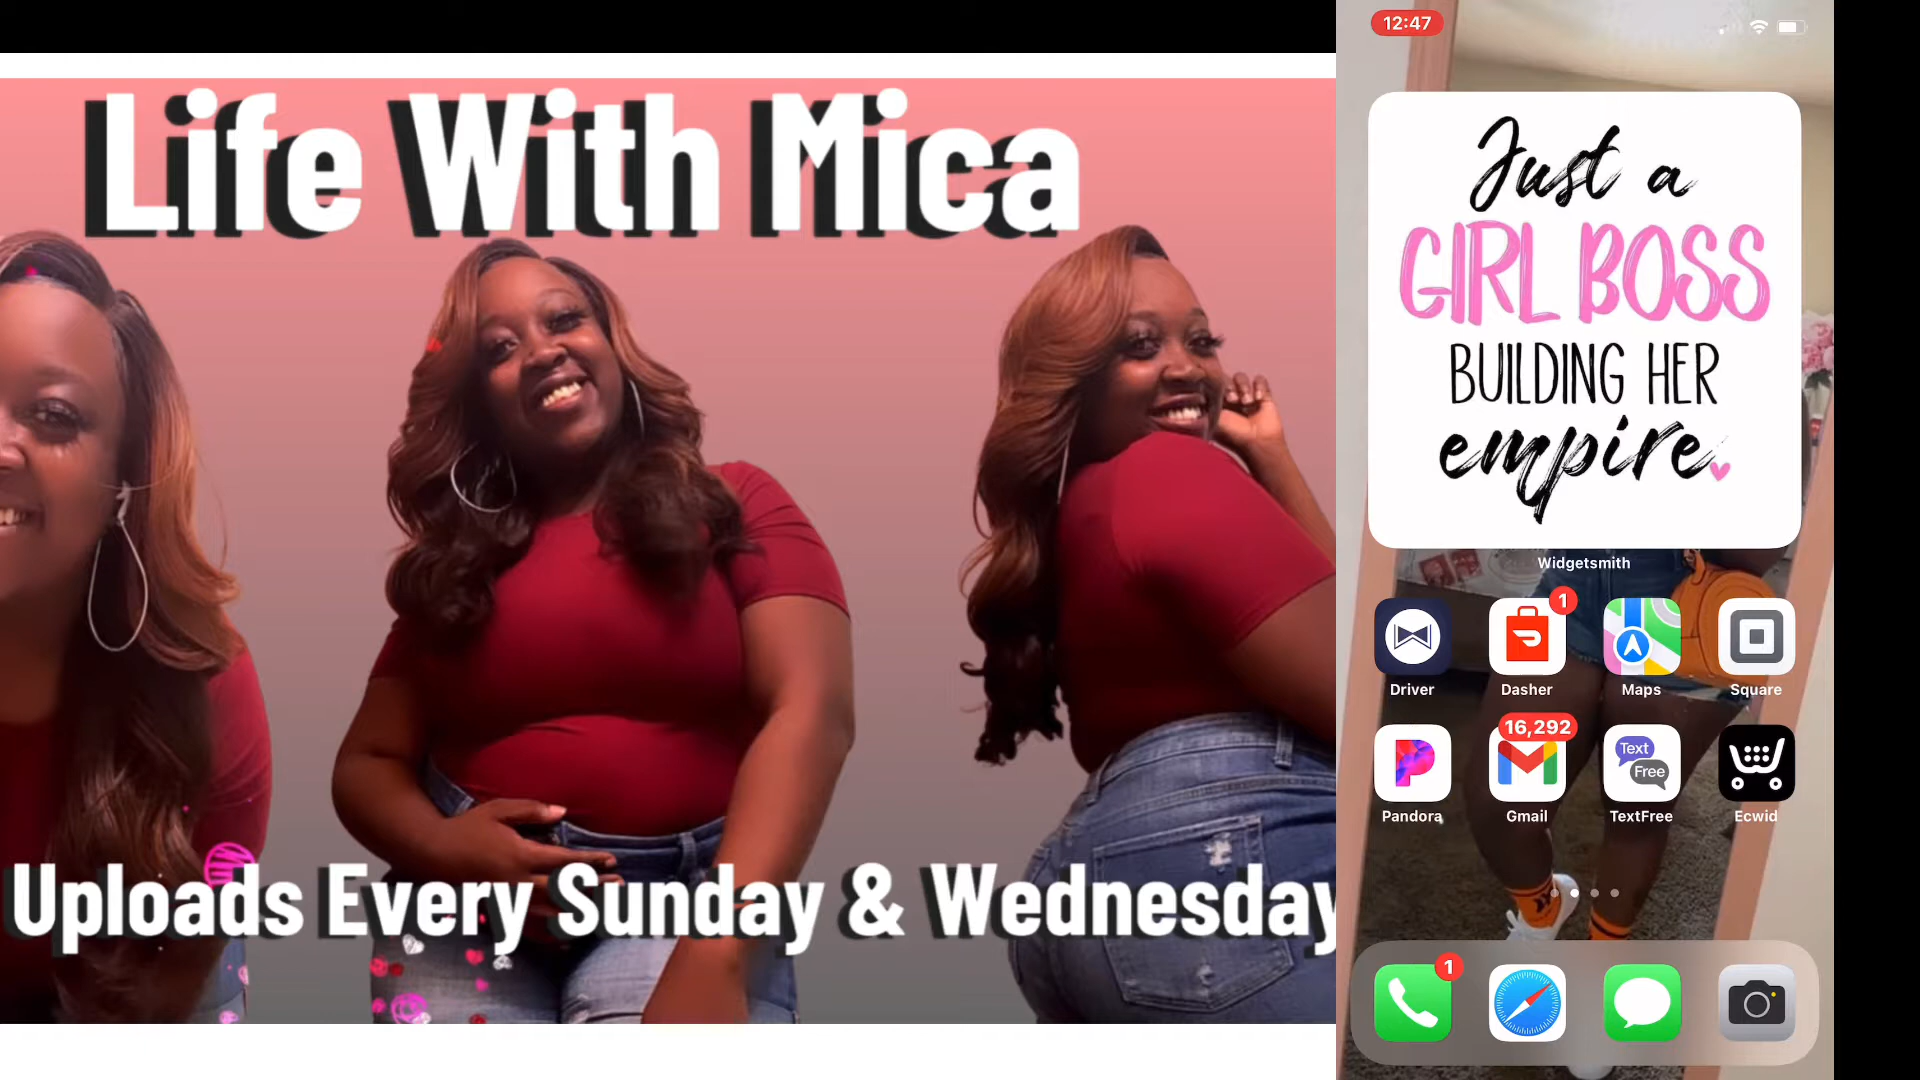 Life With Mica
Uploads Every Sunday & Wednesday
12:47
Just a
GIRL BOSS
BUILDING HER
empire.
Widgetsmith
1
Driver
Dasher
Maps
Square
16,292
Text
Free
Pandora
Gmail
TextFree
Ecwid
1